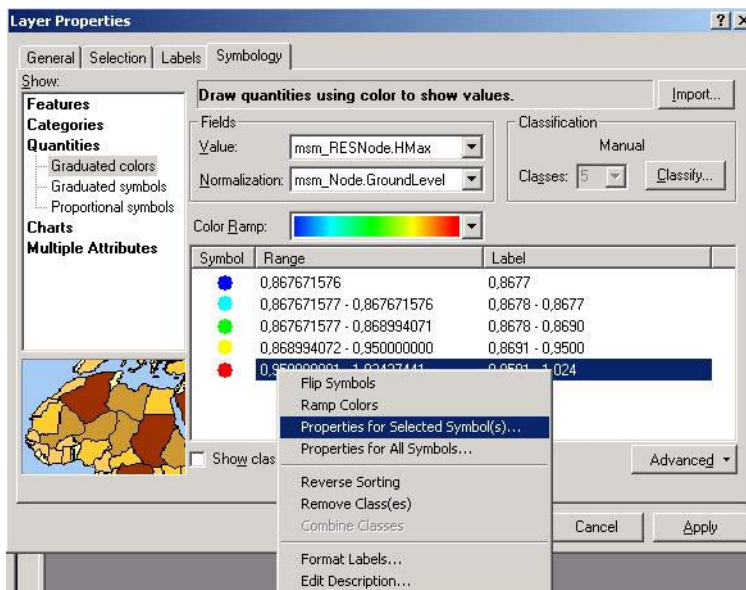 Layer Properties
General Selection Labels Symbology
Show:
Features
Categories
Quantities
Graduated colors
Graduated symbols
Proportional symbols
Charts
Multiple Attributes
Draw quantities using color to show values.
Import...
Fields
Value: msm_RESNode.HMax
Normalization: msm_Node.GroundLevel
Classification
Manual
Classes: 5 Classify...
Color Ramp:
Symbol Range Label
0,867671576 0,8677
0,867671577 - 0,867671576 0,8678 - 0,8677
0,867671577 - 0,868994071 0,8678 - 0,8690
0,868994072 - 0,950000000 0,8691 - 0,9500
Flip Symbols
Ramp Colors
Properties for Selected Symbol(s)...
Properties for All Symbols...
Reverse Sorting
Remove Class(es)
Combine Classes
Format Labels...
Edit Description...
Show clas
Advanced
Cancel Apply